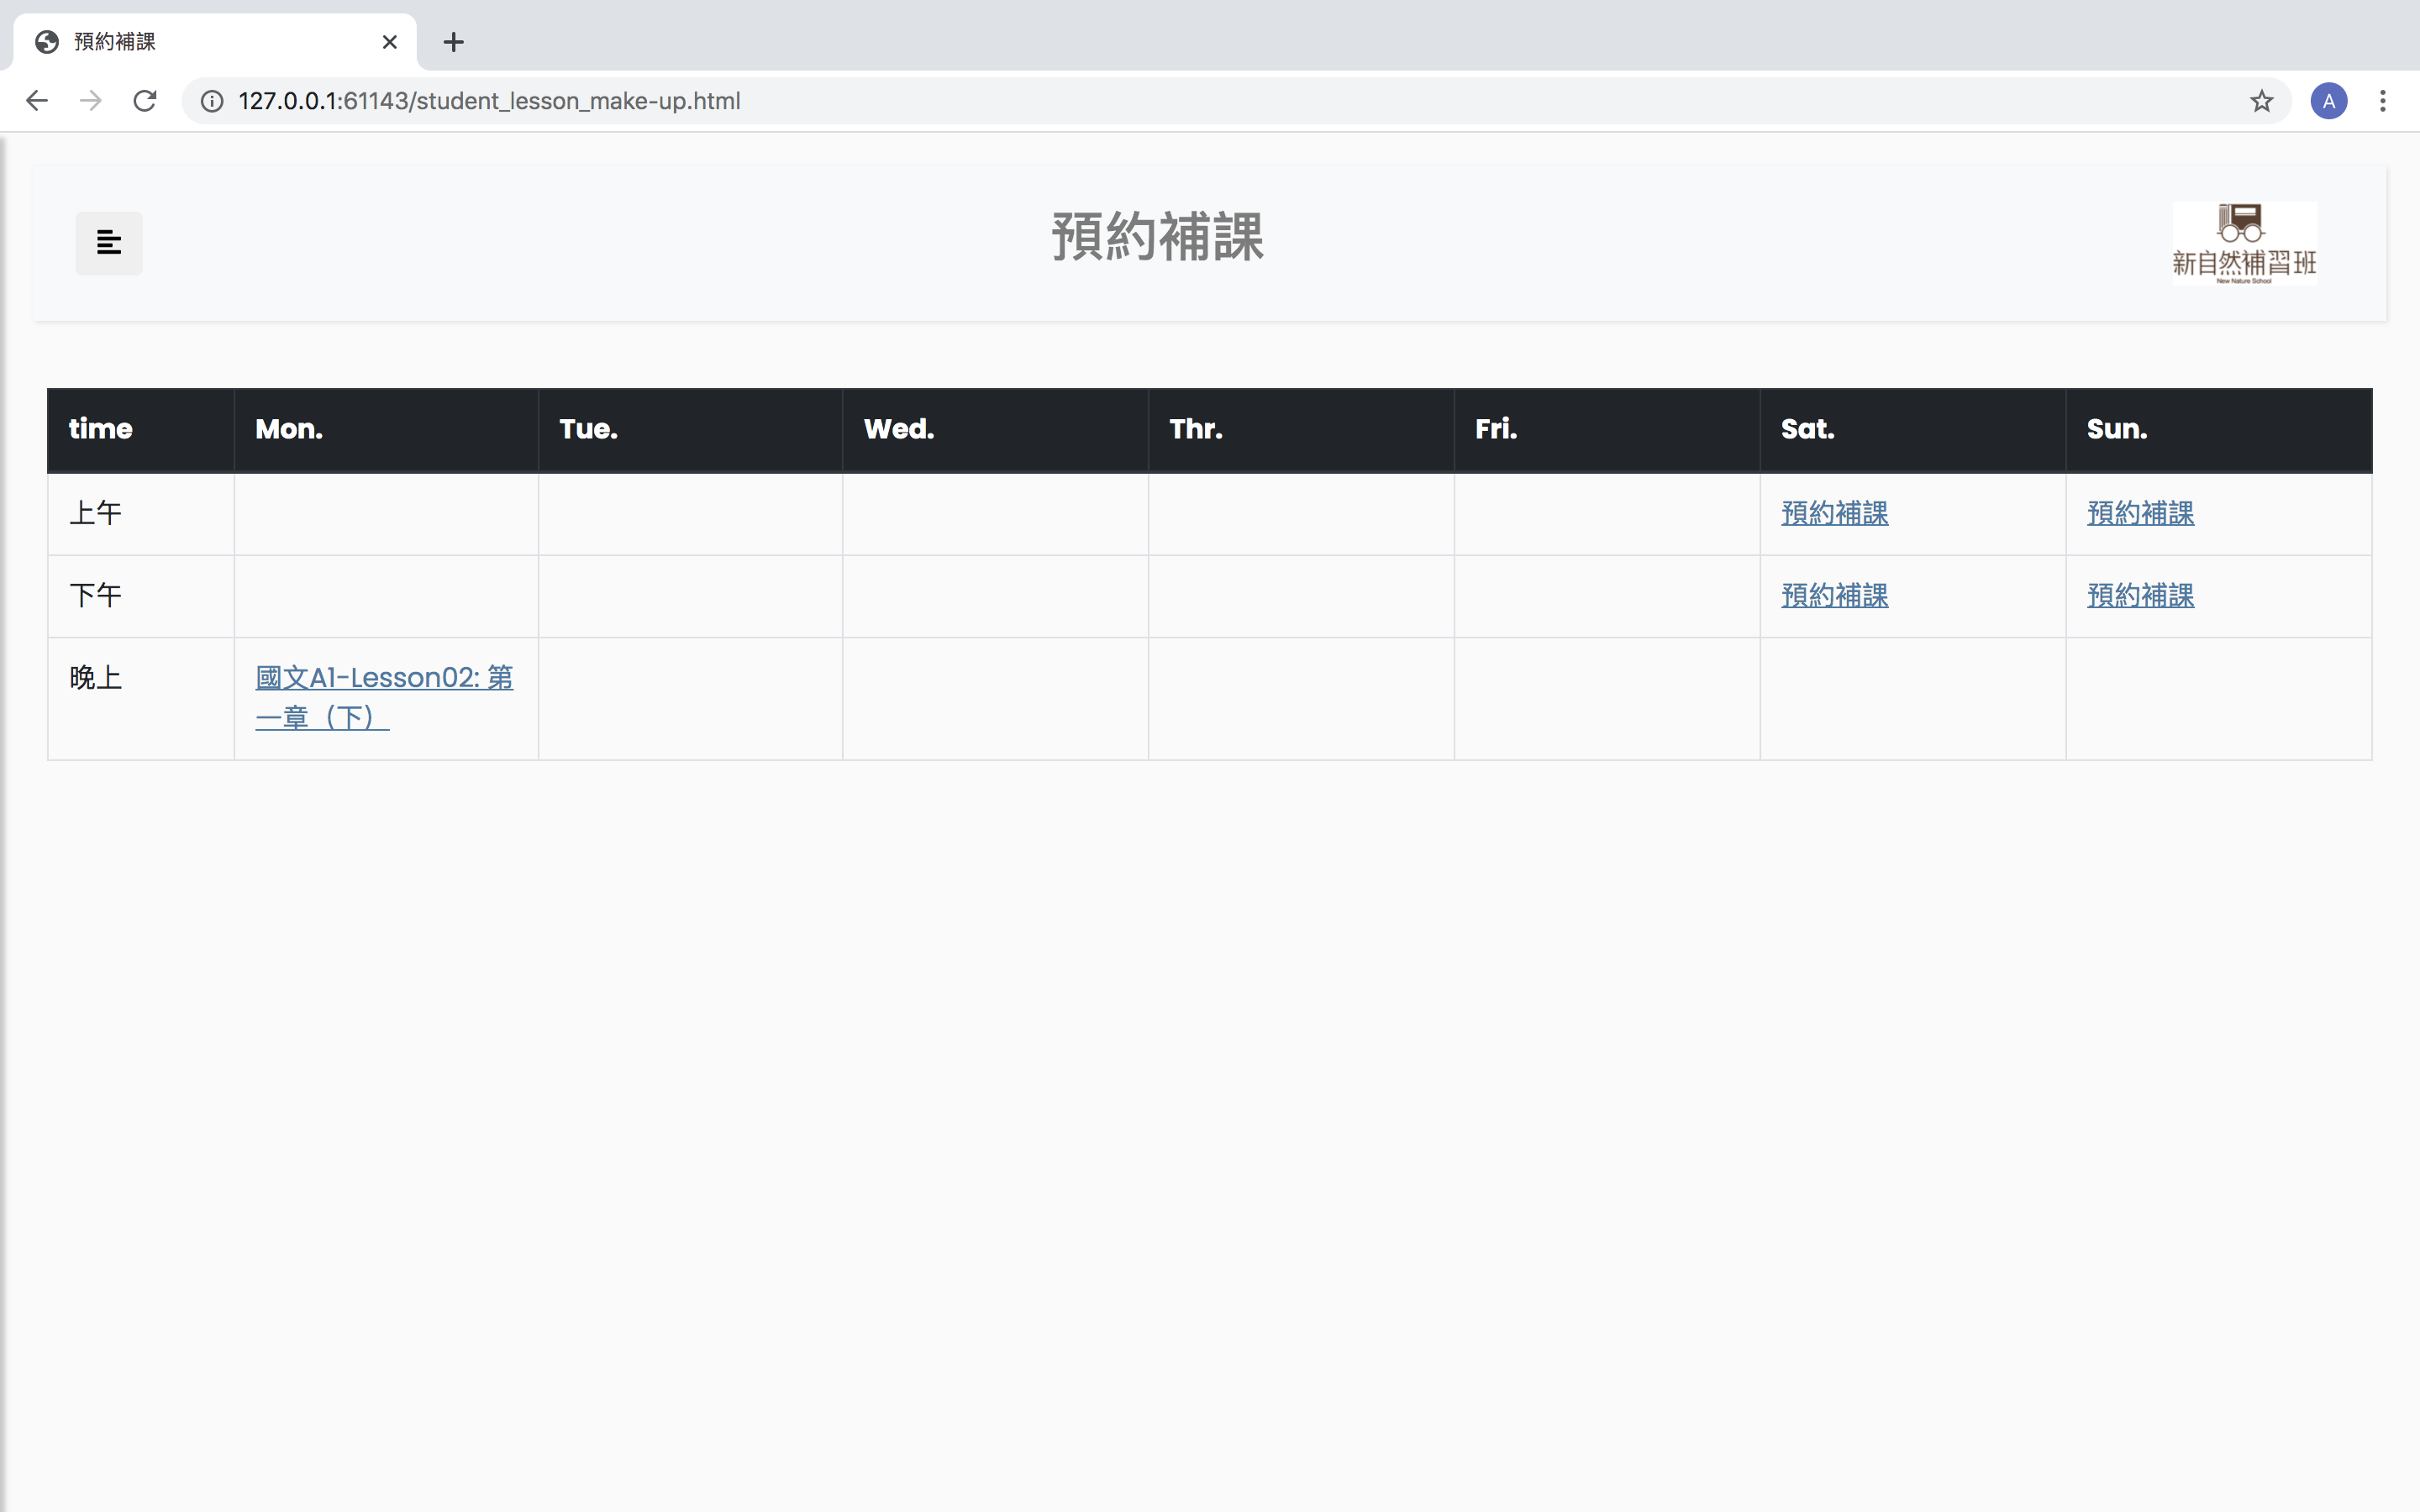 預約補課
127.0.0.1:61143/student_lesson_make-up.html
A
預約補課
新自然補習班
New Nature School
time Mon. Tue. Wed. Thr. Fri. Sat. Sun.
上午 預約補課 預約補課
下午 預約補課 預約補課
晚上 國文A1-Lesson02: 第
一章（下）